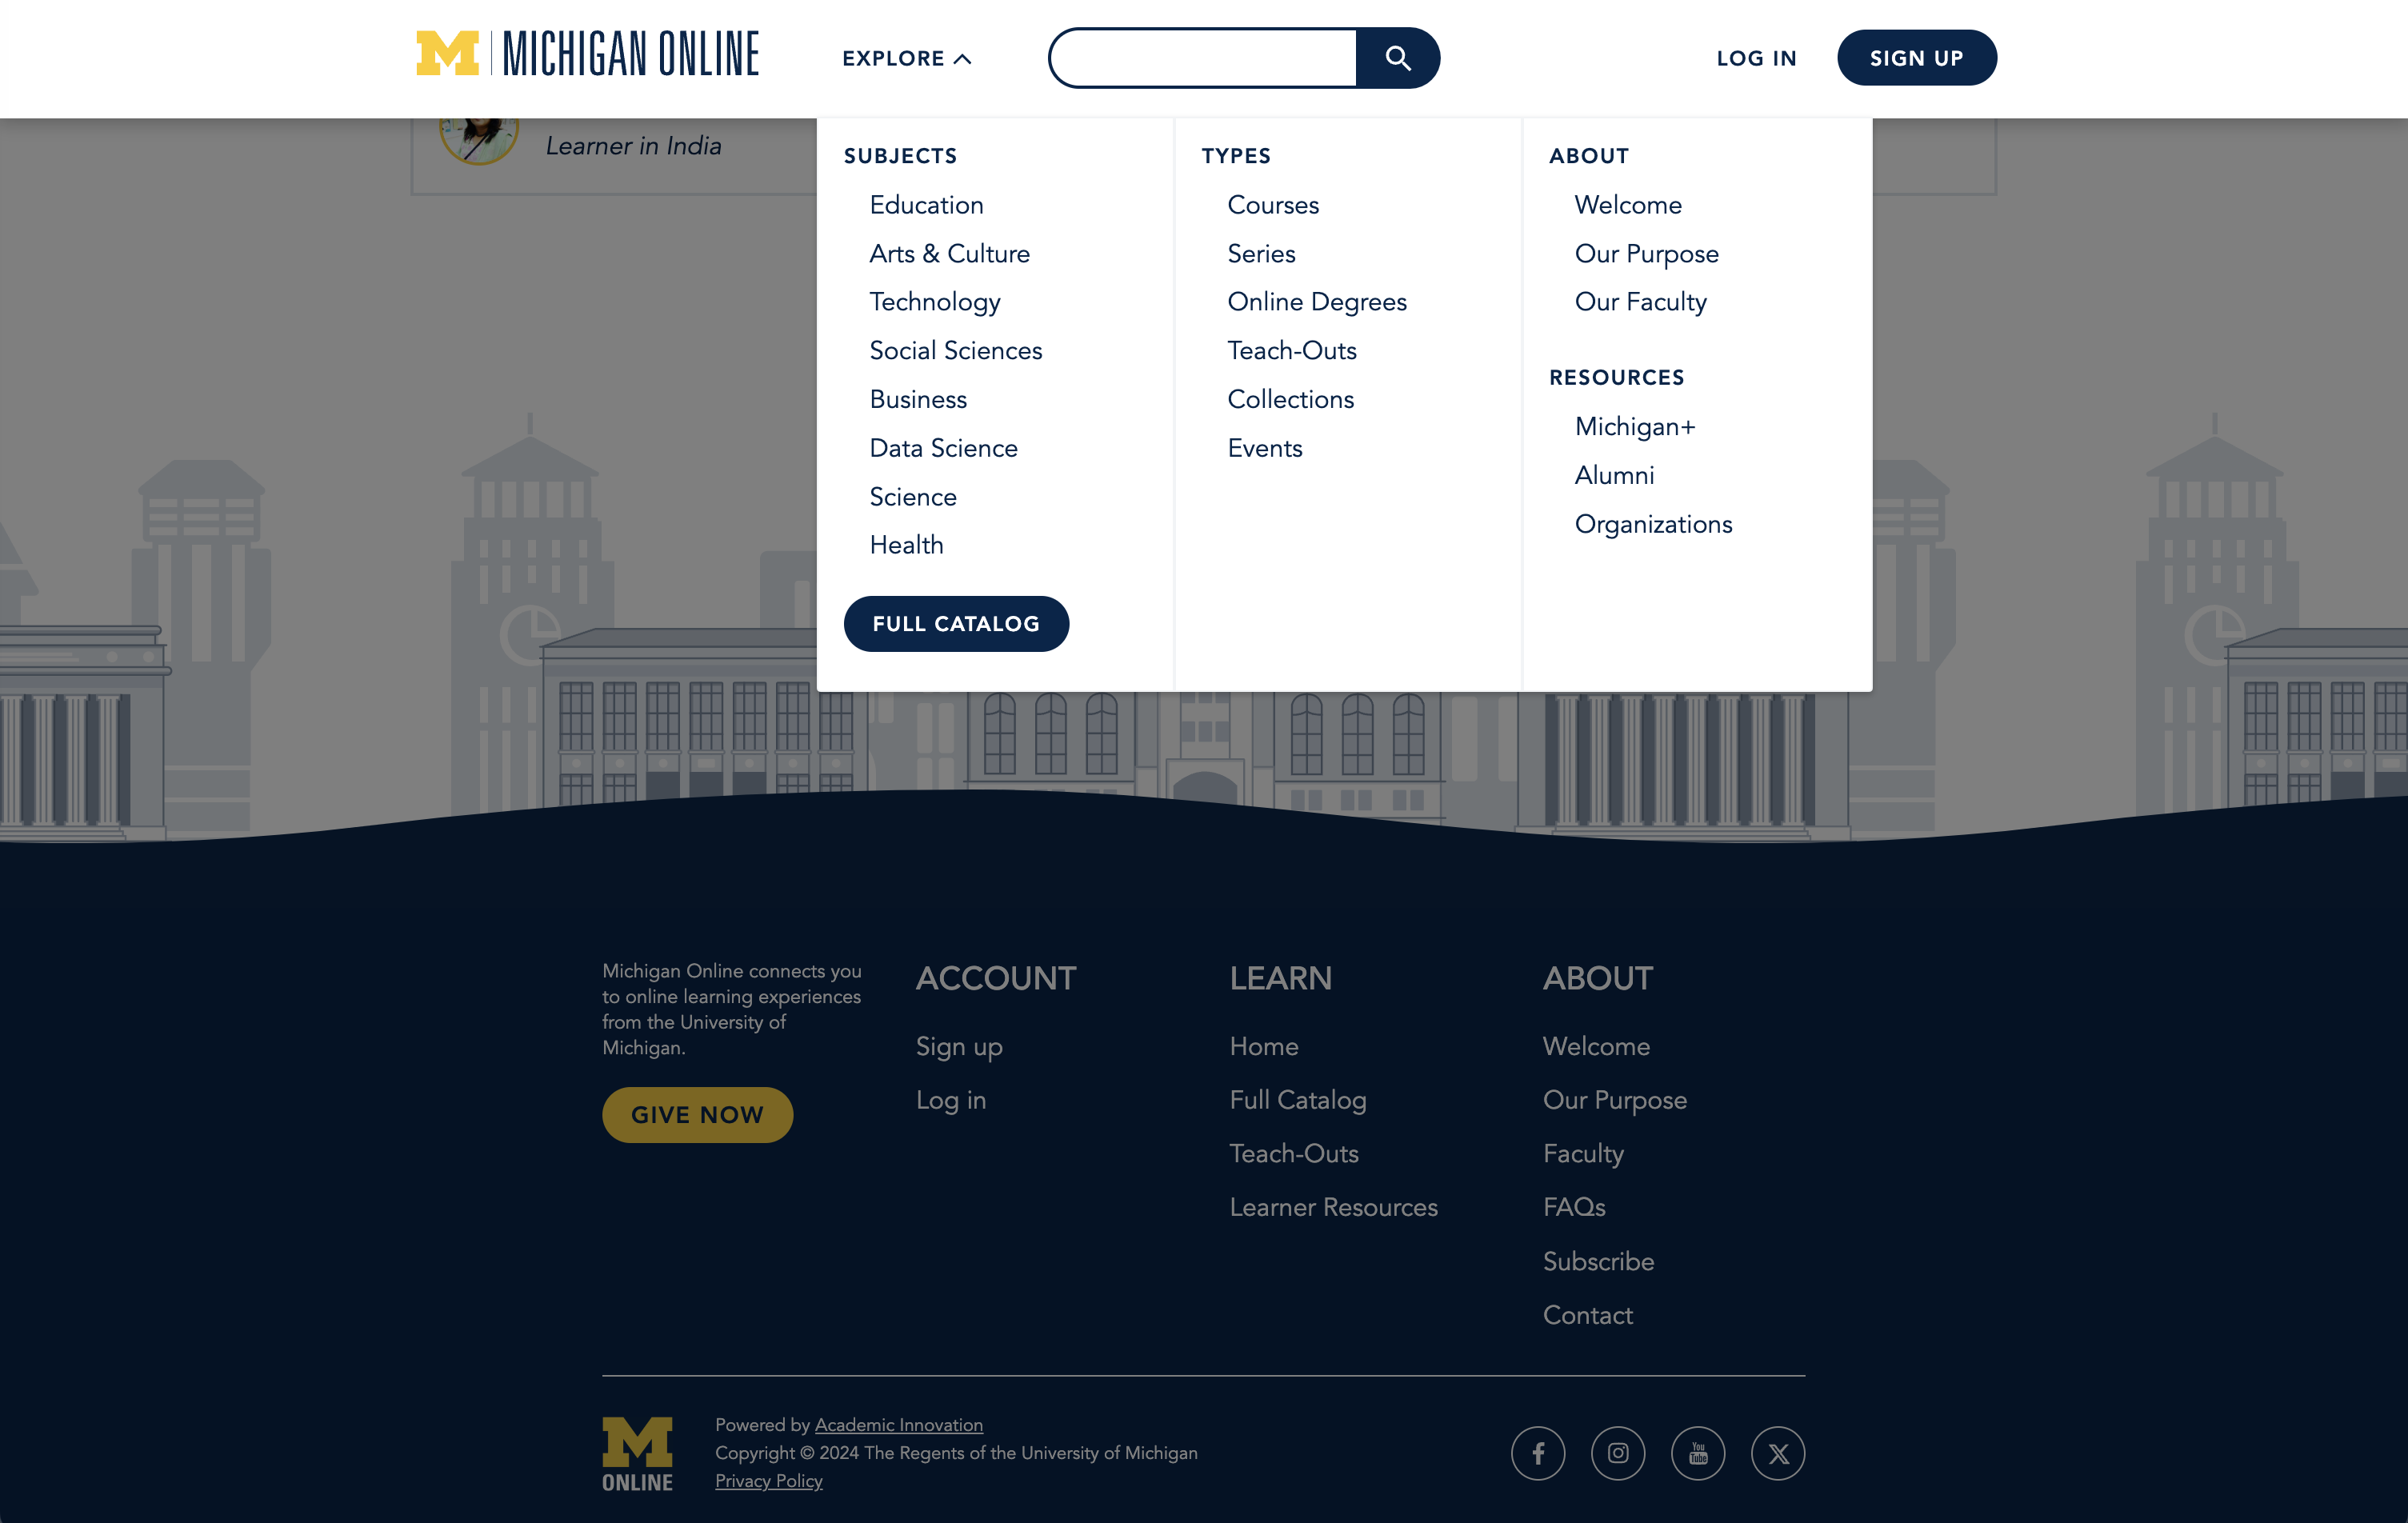 M MICHIGAN ONLINE
EXPLORE
LOG IN
SIGN UP
Learner in India
SUBJECTS
Education
Arts & Culture
Technology
Social Sciences
Business
Data Science
Science
Health
FULL CATALOG
TYPES
Courses
Series
Online Degrees
Teach-Outs
Collections
Events
ABOUT
Welcome
Our Purpose
Our Faculty
RESOURCES
Michigan+
Alumni
Organizations
Michigan Online connects you
to online learning experiences
from the University of
Michigan.
GIVE NOW
ACCOUNT
Sign up
Log in
LEARN
Home
Full Catalog
Teach-Outs
Learner Resources
ABOUT
Welcome
Our Purpose
Faculty
FAQs
Subscribe
Contact
M
ONLINE
Powered by Academic Innovation
Copyright © 2024 The Regents of the University of Michigan
Privacy Policy
f
You
Tube
X